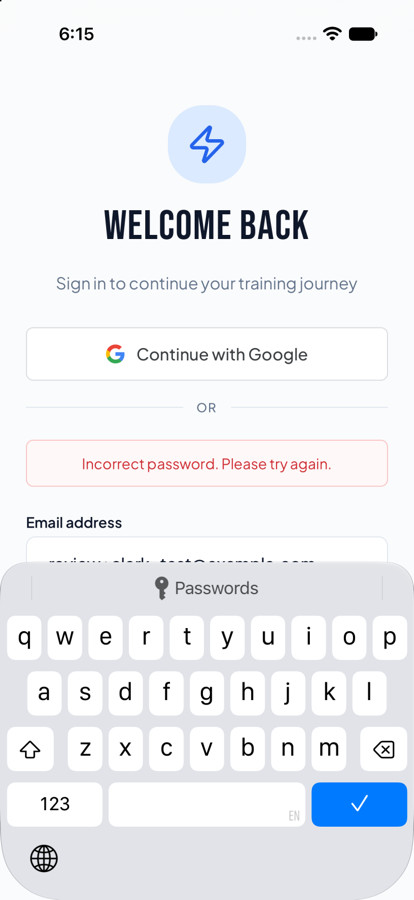 6:15
WELCOME BACK
Sign in to continue your training journey
Continue with Google
OR
Incorrect password. Please try again.
Email address
Passwords
q w e r t y u i o p
a s d f g h j k l
z x c v b n m
123
EN